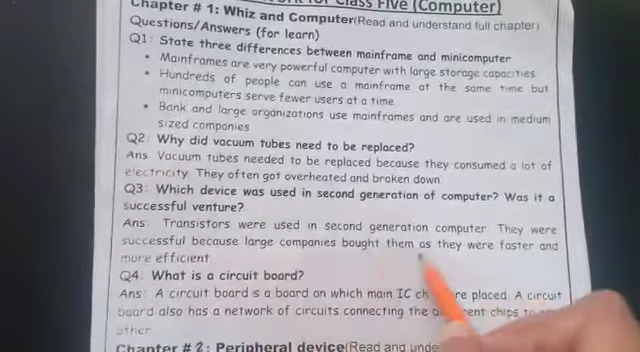 for Class Five (Computer)
Chapter # 1: Whiz and Computer(Read and understand full chapter)
Questions/Answers (for learn)
Q1: State three differences between mainframe and minicomputer
• Mainframes are very powerful computer with large storage capacities
• Hundreds of people can use a mainframe at the same time but
minicomputers serve fewer users at a time
• Bank and large organizations use mainframes and are used in medium
sized companies
Q2: Why did vacuum tubes need to be replaced?
Ans: Vacuum tubes needed to be replaced because they consumed a lot of
electricity. They often got overheated and broken down
Q3: Which device was used in second generation of computer? Was it a
successful venture?
Ans: Transistors were used in second generation computer. They were
successful because large companies bought them as they were faster and
more efficient
Q4: What is a circuit board?
Ans: A circuit board s a board on which main IC placed. A circuit
board also has a network of circuits connecting the chips
other
Chapter # 2: Peripheral device(Read and